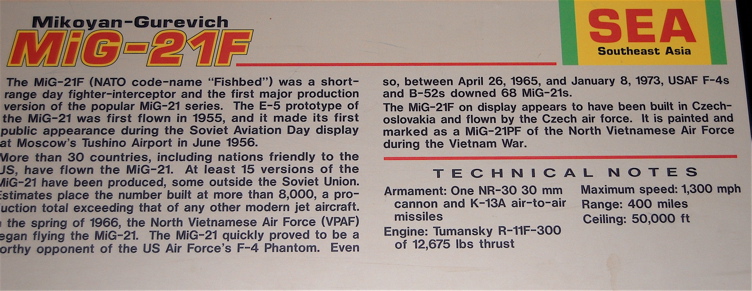 Mikoyan-Gurevich
MiG-21F
SEA
Southeast Asia
The MiG-21F (NATO code-name "Fishbed") was a short-
range day fighter-interceptor and the first major production
version of the popular MiG-21 series. The E-5 prototype of
the MiG-21 was first flown in 1955, and it made its first
public appearance during the Soviet Aviation Day display
at Moscow's Tushino Airport in June 1956.
More than 30 countries, including nations friendly to the
US, have flown the MiG-21. At least 15 versions of the
MiG-21 have been produced, some outside the Soviet Union.
Estimates place the number built at more than 8,000, a pro-
uction total exceeding that of any other modern jet aircraft.
the spring of 1966, the North Vietnamese Air Force (VPAF)
egan flying the MiG-21. The MiG-21 quickly proved to be a
orthy opponent of the US Air Force's F-4 Phantom. Even
so, between April 26, 1965, and January 8, 1973, USAF F-4s
and B-52s downed 68 MiG-21s.
The MiG-21F on display appears to have been built in Czech-
oslovakia and flown by the Czech air force. It is painted and
marked as a MiG-21PF of the North Vietnamese Air Force
during the Vietnam War.
TECHNICAL NOTES
Armament: One NR-30 30 mm
cannon and K-13A air-to-air
missiles
Engine: Tumansky R-11F-300
of 12,675 lbs thrust
Maximum speed: 1,300 mph
Range: 400 miles
Ceiling: 50,000 ft